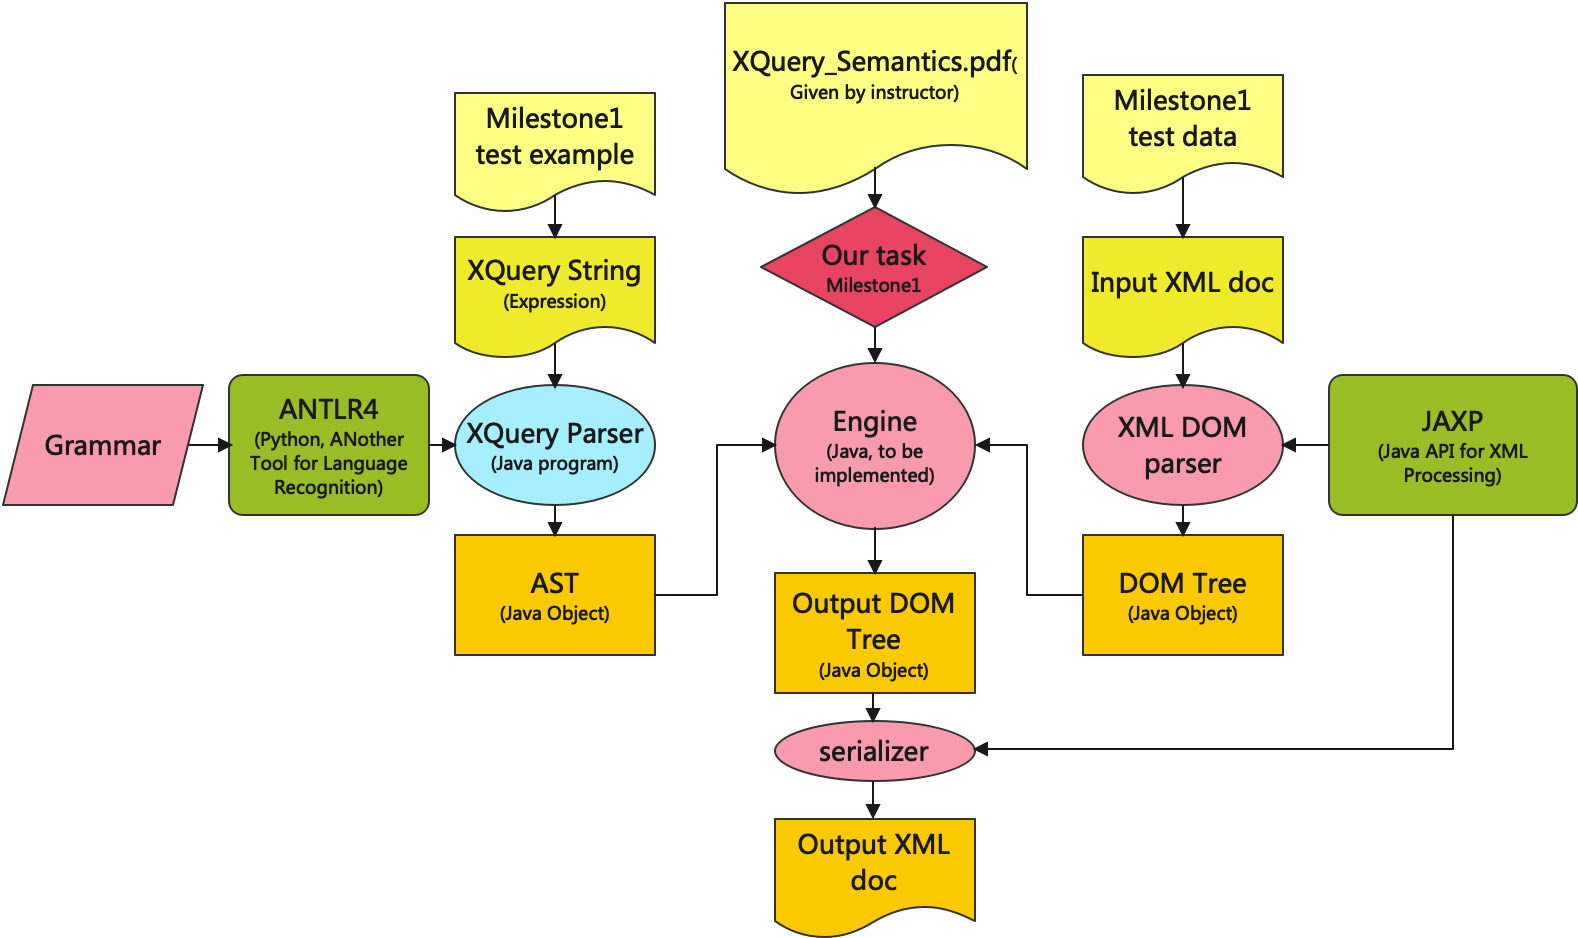 XQuery_Semantics.pdf(
Given by instructor)
Milestone1
test example
Milestone1
test data
XQuery String
(Expression)
Our task
Milestone1
Input XML doc
Grammar
ANTLR4
(Python, ANother
Tool for Language
Recognition)
XQuery Parser
(Java program)
Engine
(Java, to be
implemented)
XML DOM
parser
JAXP
(Java API for XML
Processing)
AST
(Java Object)
Output DOM
Tree
(Java Object)
DOM Tree
(Java Object)
serializer
Output XML
doc